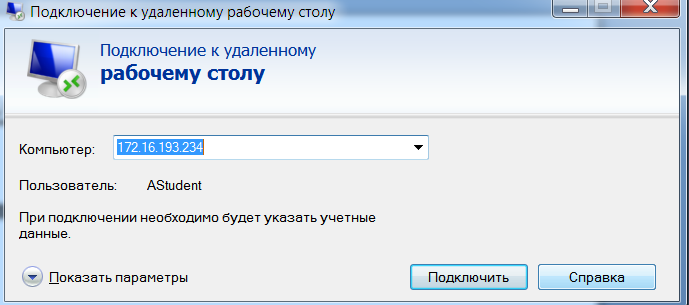 Подключение к удаленному рабочему столу
Подключение к удаленному
рабочему столу
Компьютер: 172.16.193.234
Пользователь: AStudent
При подключении необходимо будет указать учетные
данные.
Показать параметры Подключить Справка